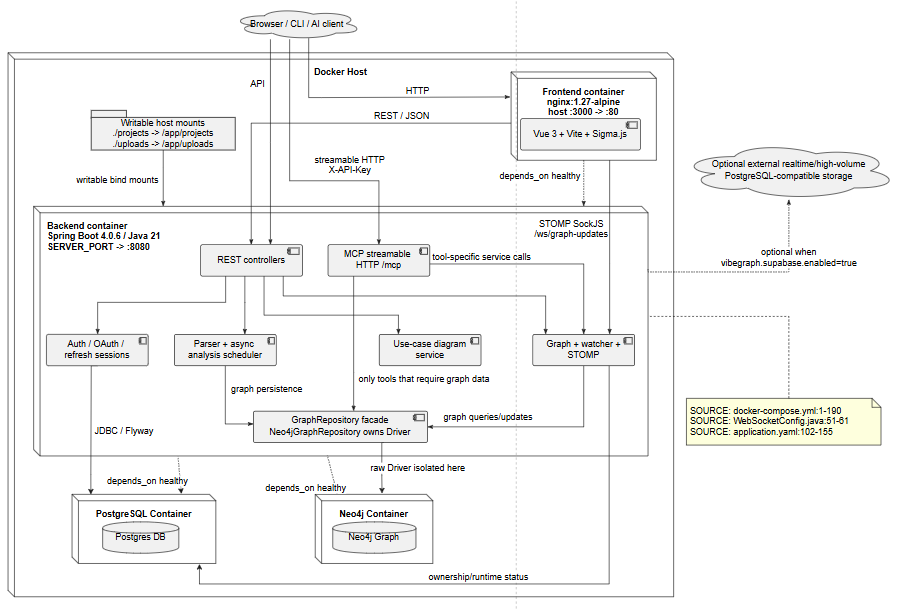 Browser / CLI / AI client
Docker Host
API
HTTP
Frontend container
nginx:1.27-alpine
host :3000 -> :80
Vue 3 + Vite + Sigma.js
REST / JSON
Writable host mounts
./projects -> /app/projects
./uploads -> /app/uploads
streamable HTTP
X-API-Key
writable bind mounts
depends_on healthy
Optional external realtime/high-volume
PostgreSQL-compatible storage
Backend container
Spring Boot 4.0.6 / Java 21
SERVER_PORT -> :8080
STOMP SockJS
/ws/graph-updates
REST controllers
MCP streamable
HTTP /mcp
tool-specific service calls
optional when
vibegraph.supabase.enabled=true
Auth / OAuth /
refresh sessions
Parser + async
analysis scheduler
Use-case diagram
service
Graph + watcher +
STOMP
graph persistence
only tools that require graph data
GraphRepository facade
Neo4jGraphRepository owns Driver
graph queries/updates
JDBC / Flyway
SOURCE: docker-compose.yml:1-190
SOURCE: WebSocketConfig.java:51-61
SOURCE: application.yaml:102-155
raw Driver isolated here
depends_on healthy
depends_on healthy
PostgreSQL Container
Postgres DB
Neo4j Container
Neo4j Graph
ownership/runtime status